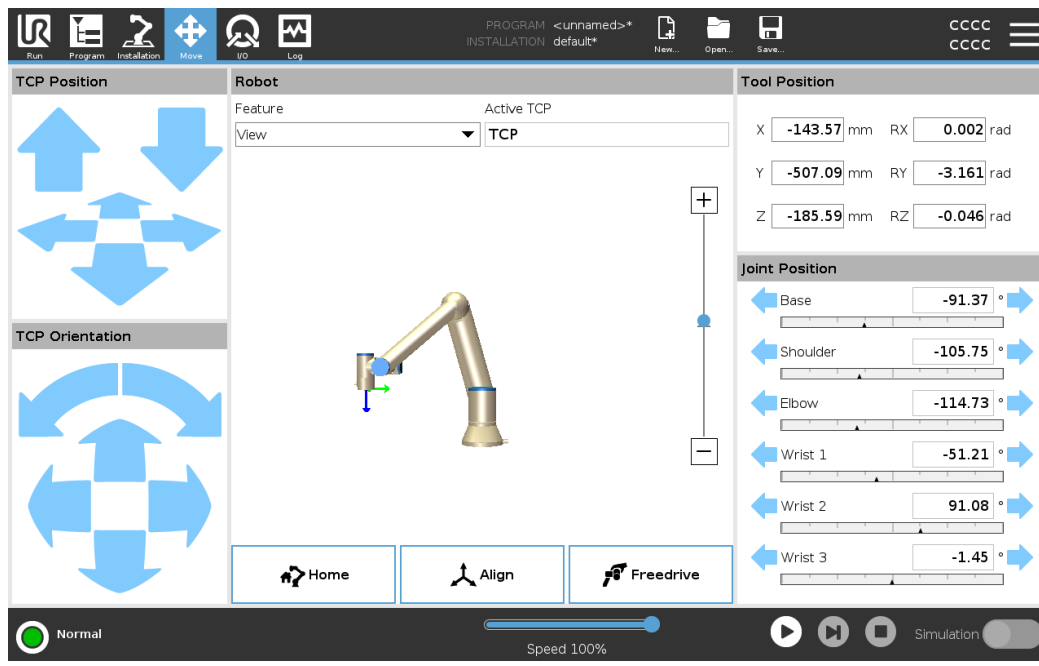 PROGRAM <unnamed>*
INSTALLATION default*
CCCC
CCCC
UR
Run
Program
Installation
Move
I/O
Log
New...
Open...
Save...
TCP Position
Robot
Feature
Active TCP
View
TCP
TCP Orientation
Home
Align
Freedrive
Tool Position
X -143.57 mm RX 0.002 rad
Y -507.09 mm RY -3.161 rad
Z -185.59 mm RZ -0.046 rad
Joint Position
Base -91.37 °
Shoulder -105.75 °
Elbow -114.73 °
Wrist 1 -51.21 °
Wrist 2 91.08 °
Wrist 3 -1.45 °
Normal
Speed 100%
Simulation